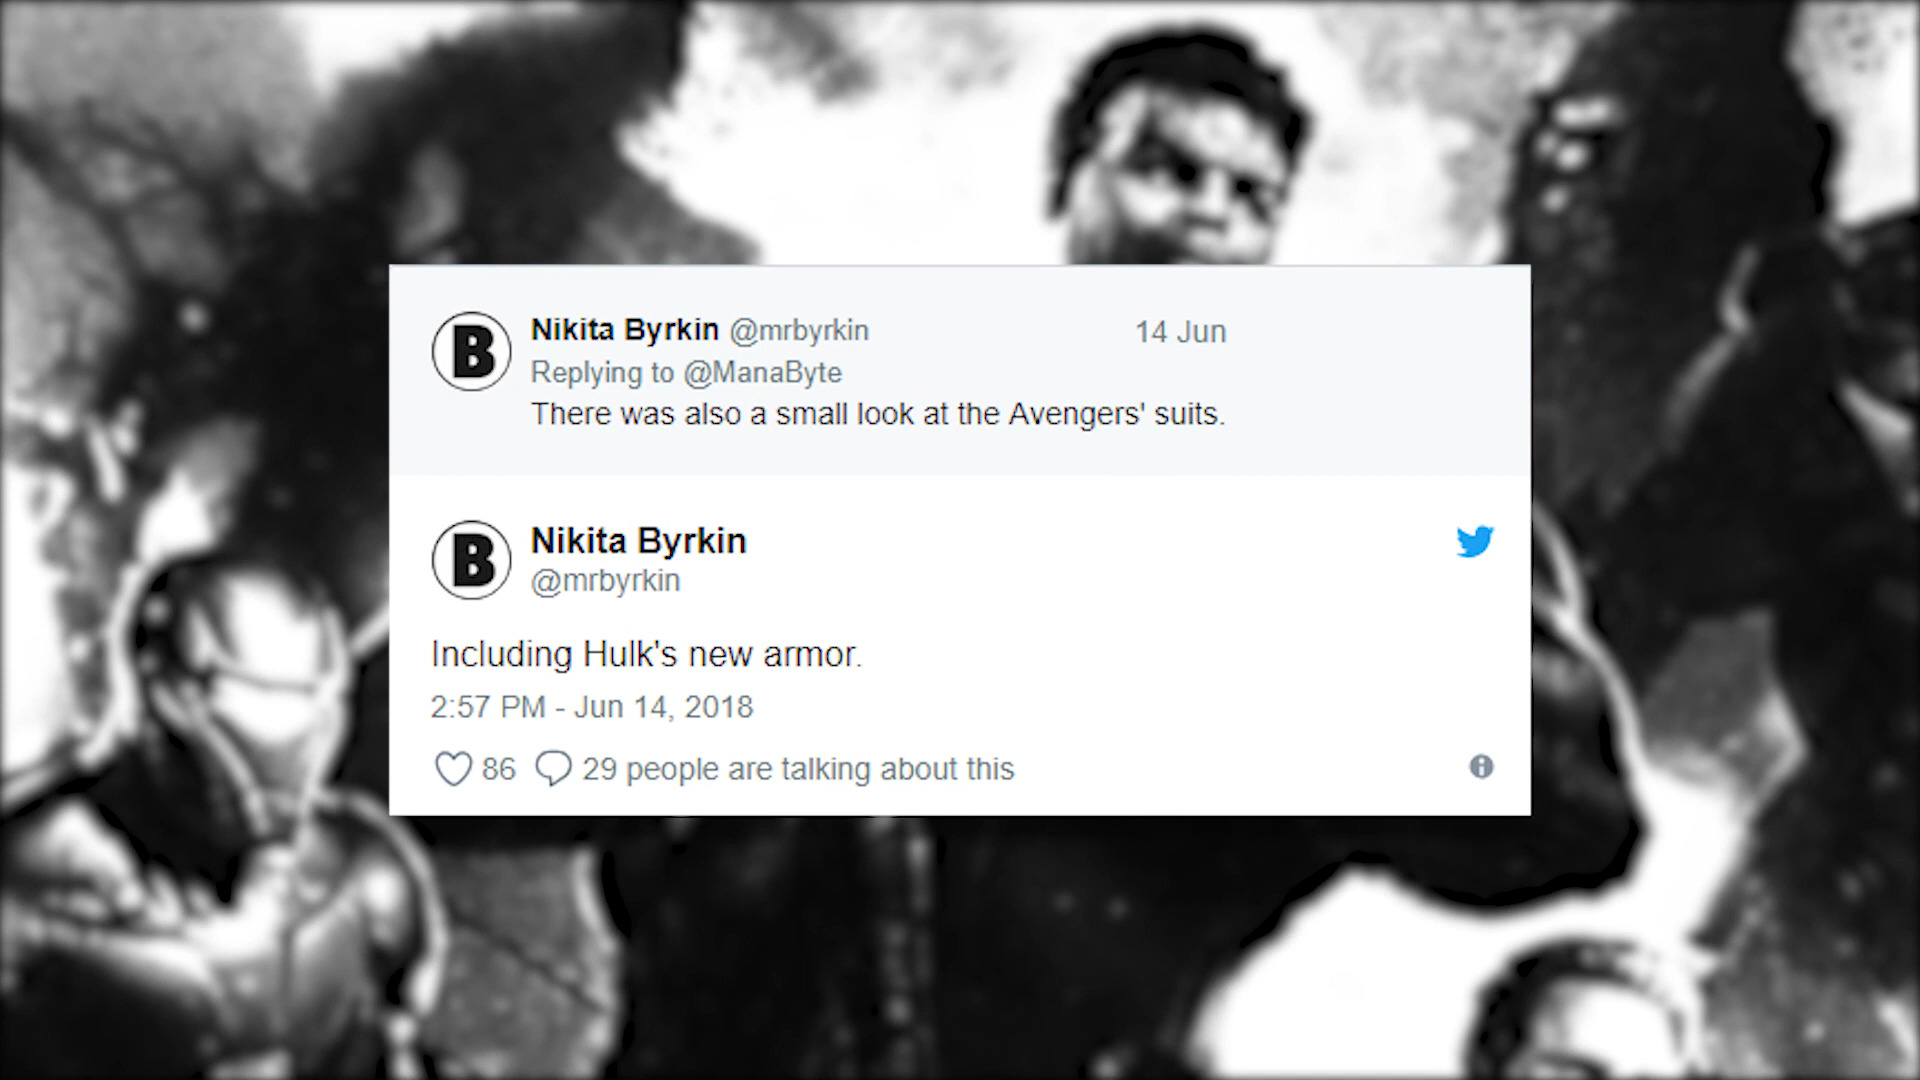 B
Nikita Byrkin @mrbyrkin 14 Jun
Replying to @ManaByte
There was also a small look at the Avengers' suits.
B
Nikita Byrkin
@mrbyrkin
Including Hulk's new armor.
2:57 PM - Jun 14, 2018
86 29 people are talking about this